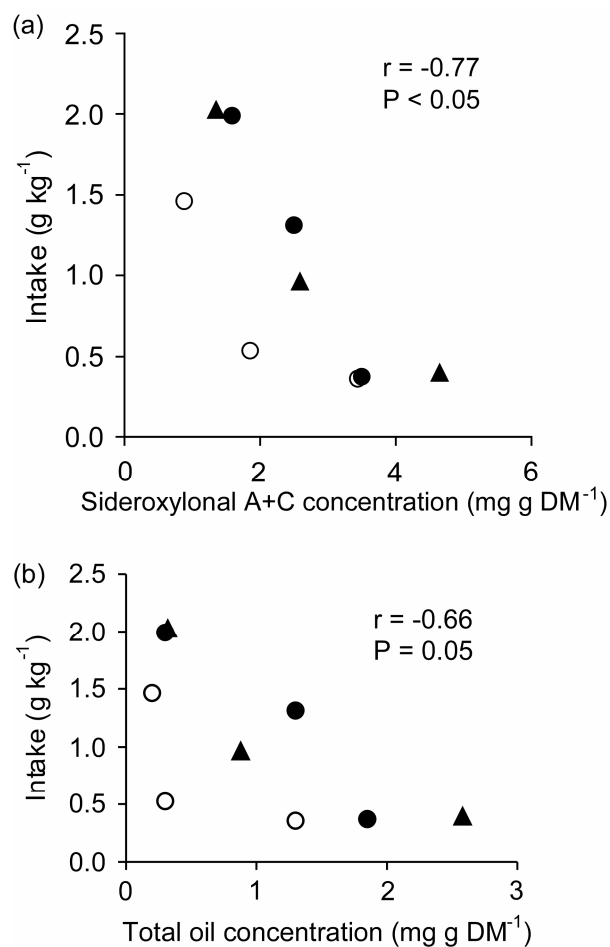 (a)
r = -0.77
P < 0.05
2.5
2.0
1.5
1.0
0.5
0.0
Intake (g kg⁻¹)
0 2 4 6
Sideroxylonal A+C concentration (mg g DM⁻¹)
(b)
r = -0.66
P = 0.05
2.5
2.0
1.5
1.0
0.5
0.0
Intake (g kg⁻¹)
0 1 2 3
Total oil concentration (mg g DM⁻¹)